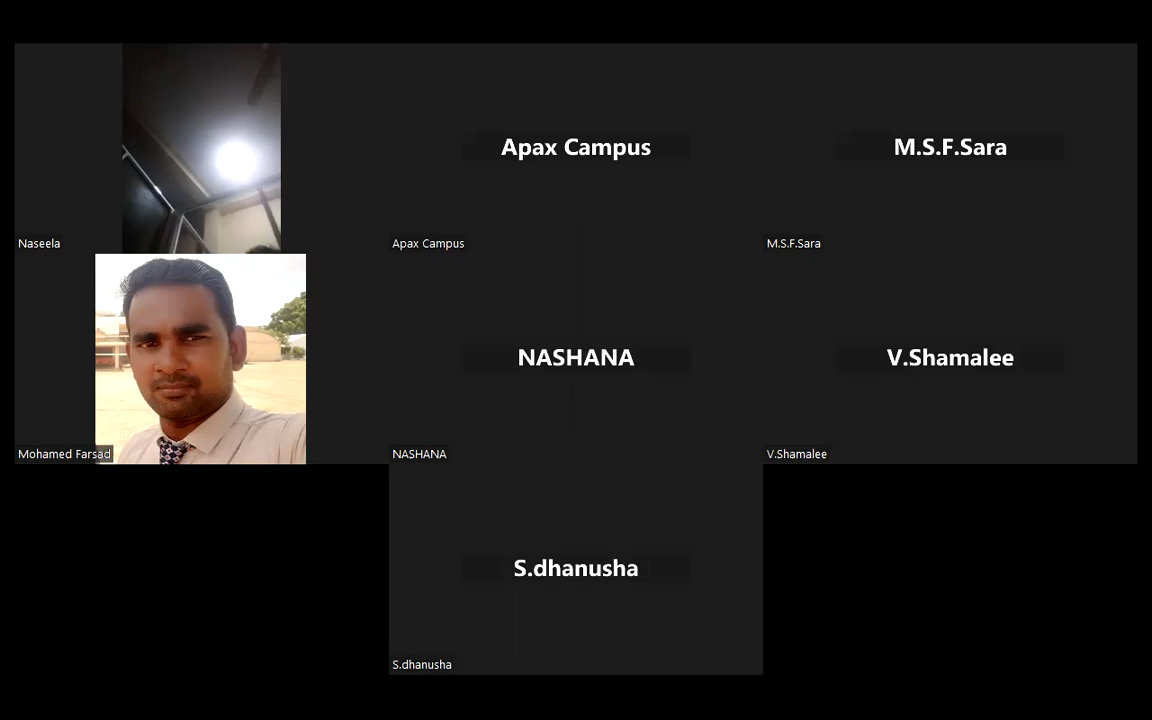 Apax Campus
M.S.F.Sara
Naseela
Apax Campus
M.S.F.Sara
NASHANA
V.Shamalee
Mohamed Farsad
NASHANA
V.Shamalee
S.dhanusha
S.dhanusha